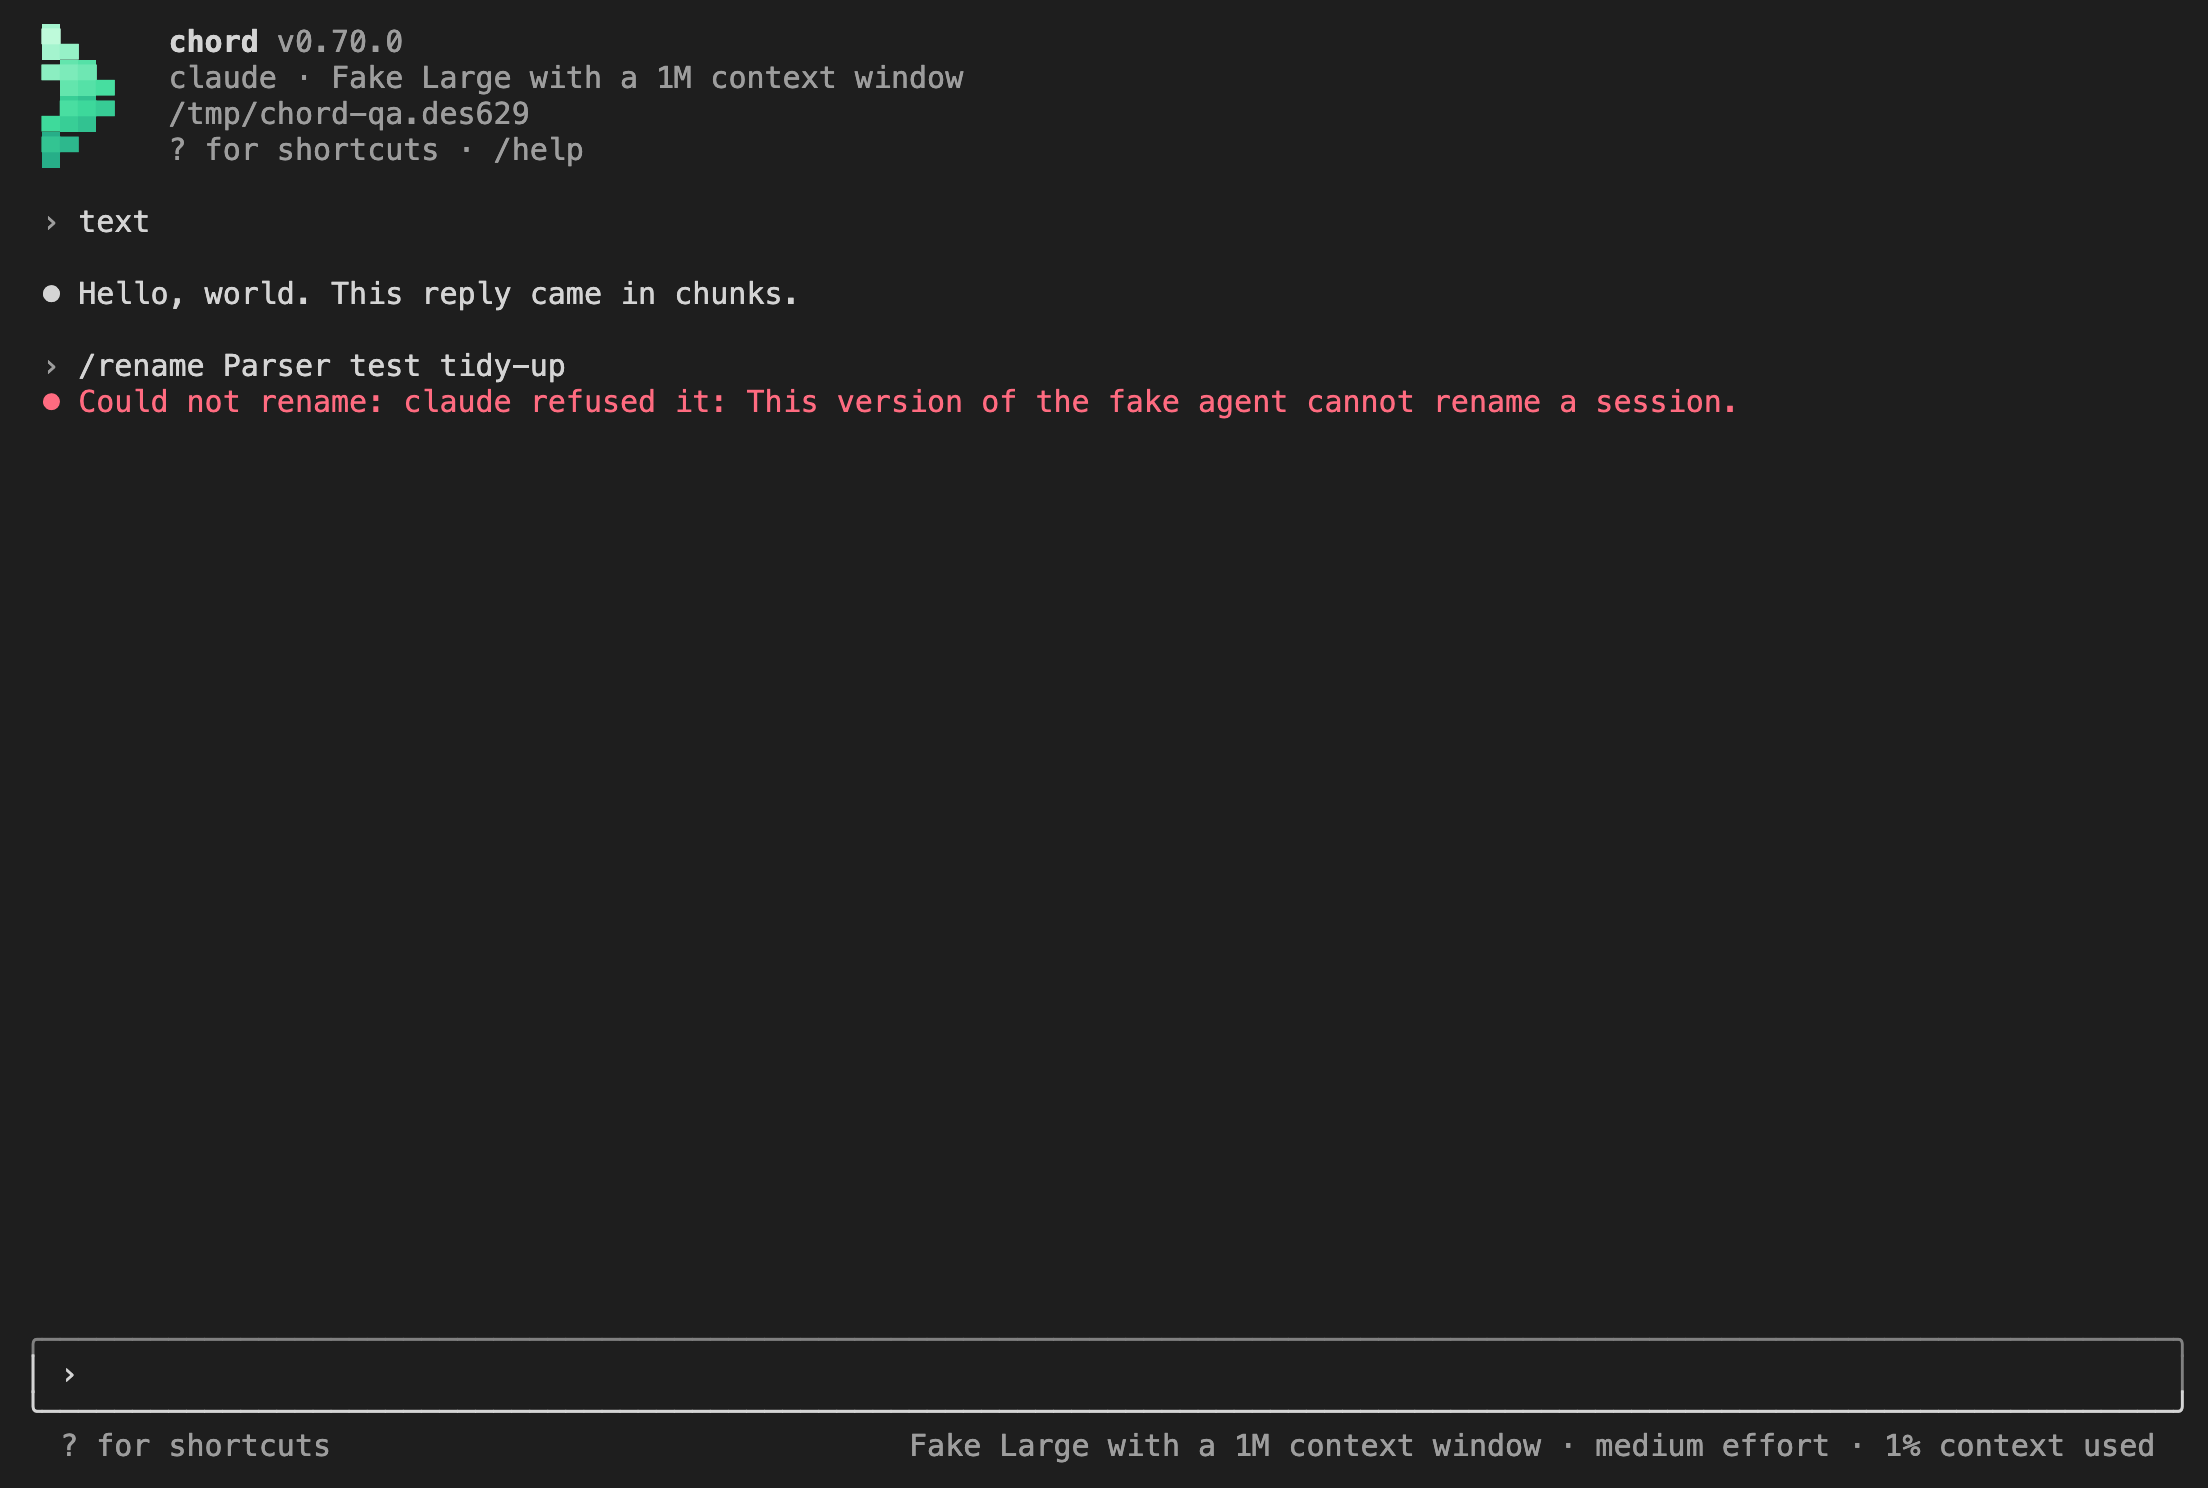 chord v0.70.0
claude · Fake Large with a 1M context window
/tmp/chord-qa.des629
? for shortcuts · /help
› text
● Hello, world. This reply came in chunks.
› /rename Parser test tidy-up
● Could not rename: claude refused it: This version of the fake agent cannot rename a session.
›
? for shortcuts Fake Large with a 1M context window · medium effort · 1% context used